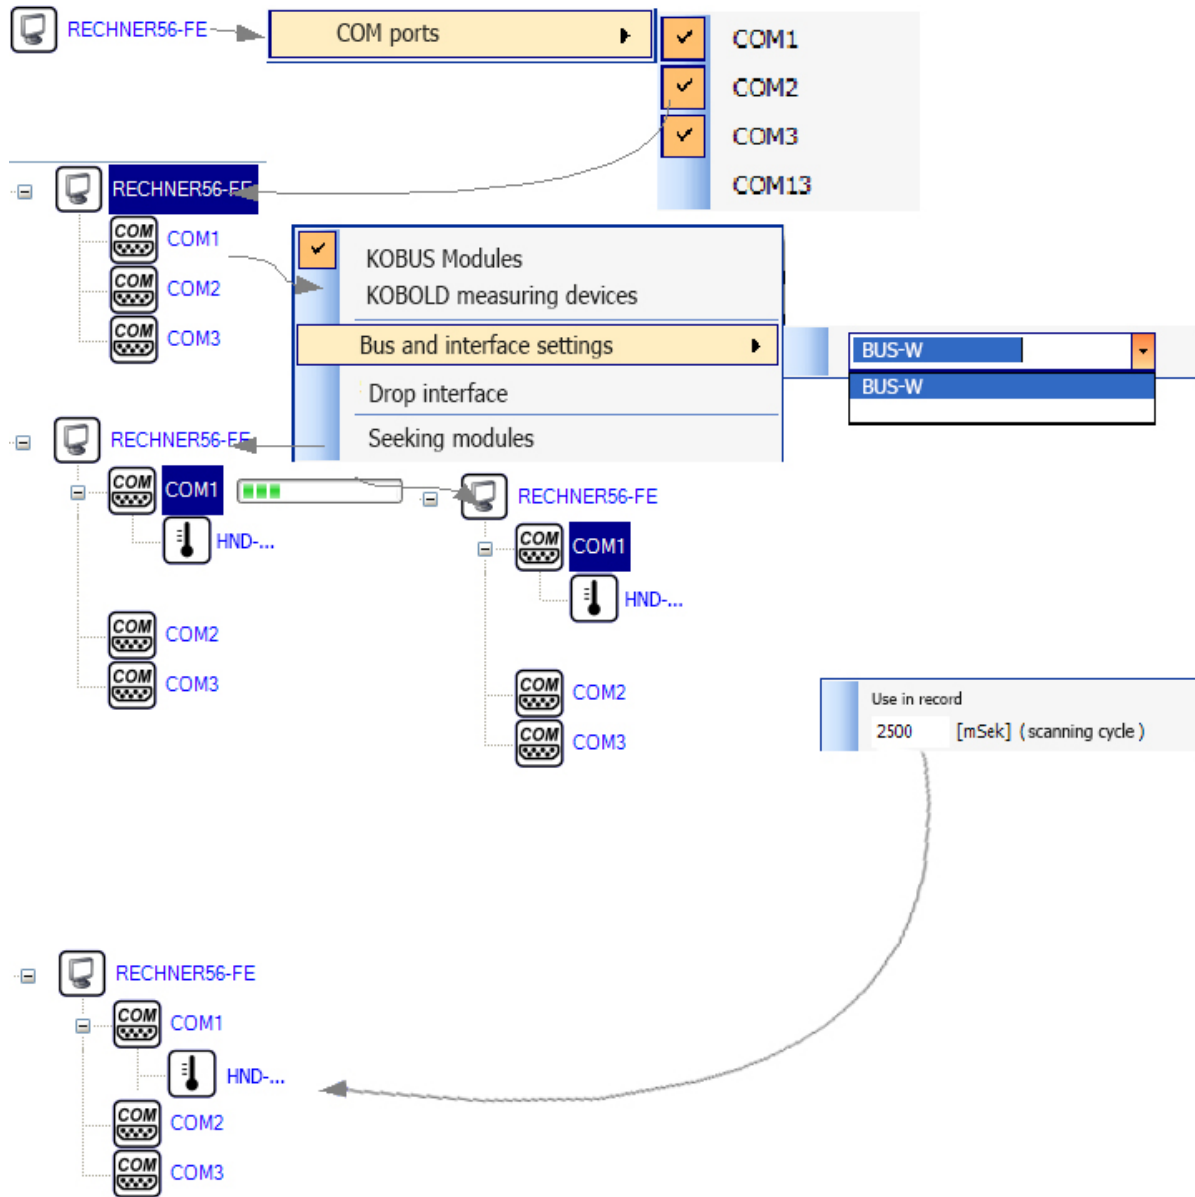 RECHNER56-FE
COM ports
COM1
COM2
COM3
COM13
RECHNER56-FE
COM
COM1
COM
COM2
COM
COM3
KOBUS Modules
KOBOLD measuring devices
Bus and interface settings
Drop interface
Seeking modules
BUS-W
BUS-W
RECHNER56-FE
COM
COM1
HND-...
COM
COM2
COM
COM3
RECHNER56-FE
COM
COM1
HND-...
COM
COM2
COM
COM3
Use in record
2500 [mSek] (scanning cycle)
RECHNER56-FE
COM
COM1
HND-...
COM
COM2
COM
COM3